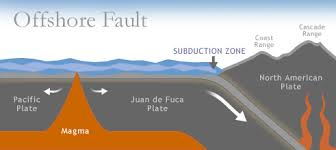 Offshore Fault
Cascade
Range
Coast
Range
SUBDUCTION ZONE
North American
Plate
Pacific
Plate
Juan de Fuca
Plate
Magma